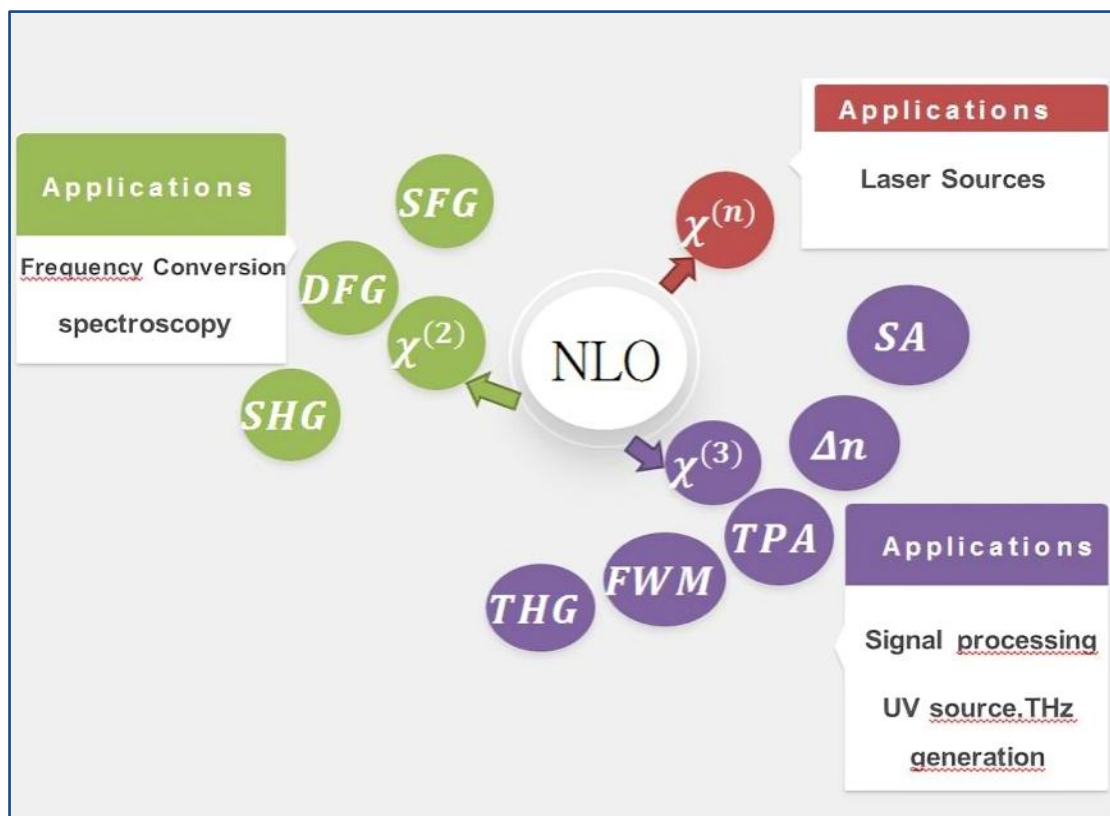 Applications
Laser Sources
Applications
Frequency Conversion
spectroscopy
SFG
DFG
χ(2)
SHG
NLO
χ(n)
SA
Δn
χ(3)
TPA
FWM
THG
Applications
Signal processing
UV source.THz
generation